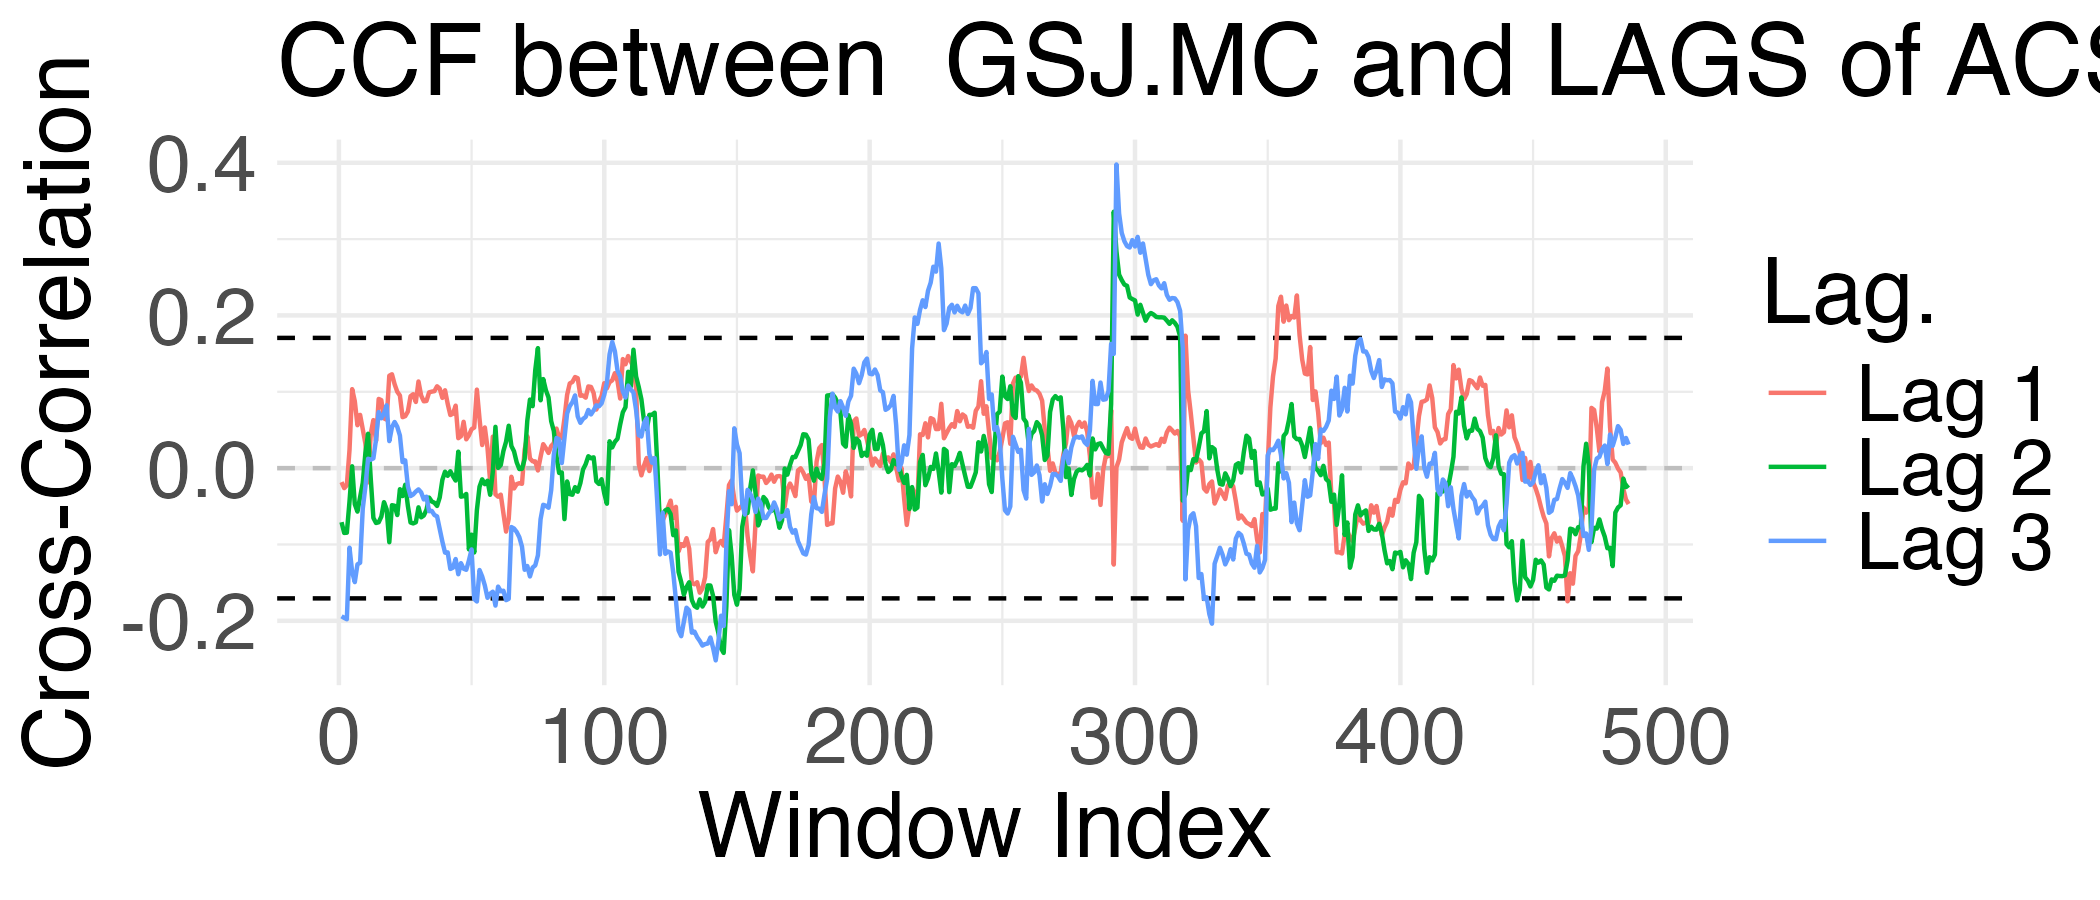 CCF between GSJ.MC and LAGS of
Cross-Correlation
0.4
0.2
0.0
-0.2
0 100 200 300 400 500
Window Index
Lag.
Lag 1
Lag 2
Lag 3